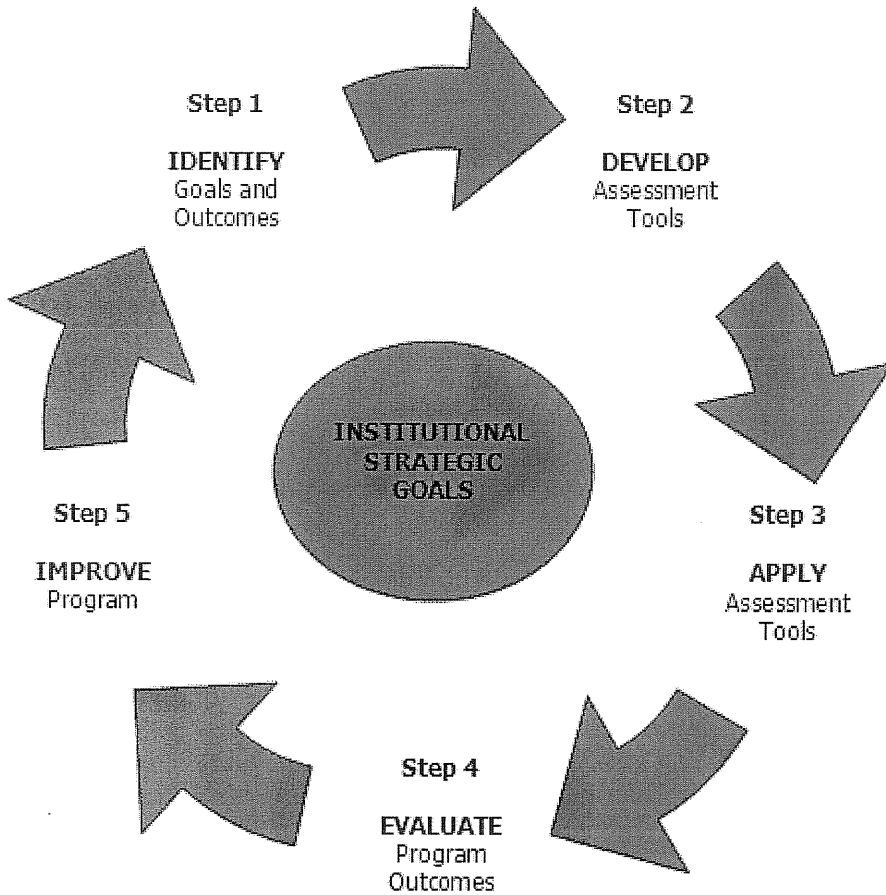 Step 1
IDENTIFY
Goals and
Outcomes
Step 2
DEVELOP
Assessment
Tools
INSTITUTIONAL
STRATEGIC
GOALS
Step 3
APPLY
Assessment
Tools
Step 4
EVALUATE
Program
Outcomes
Step 5
IMPROVE
Program